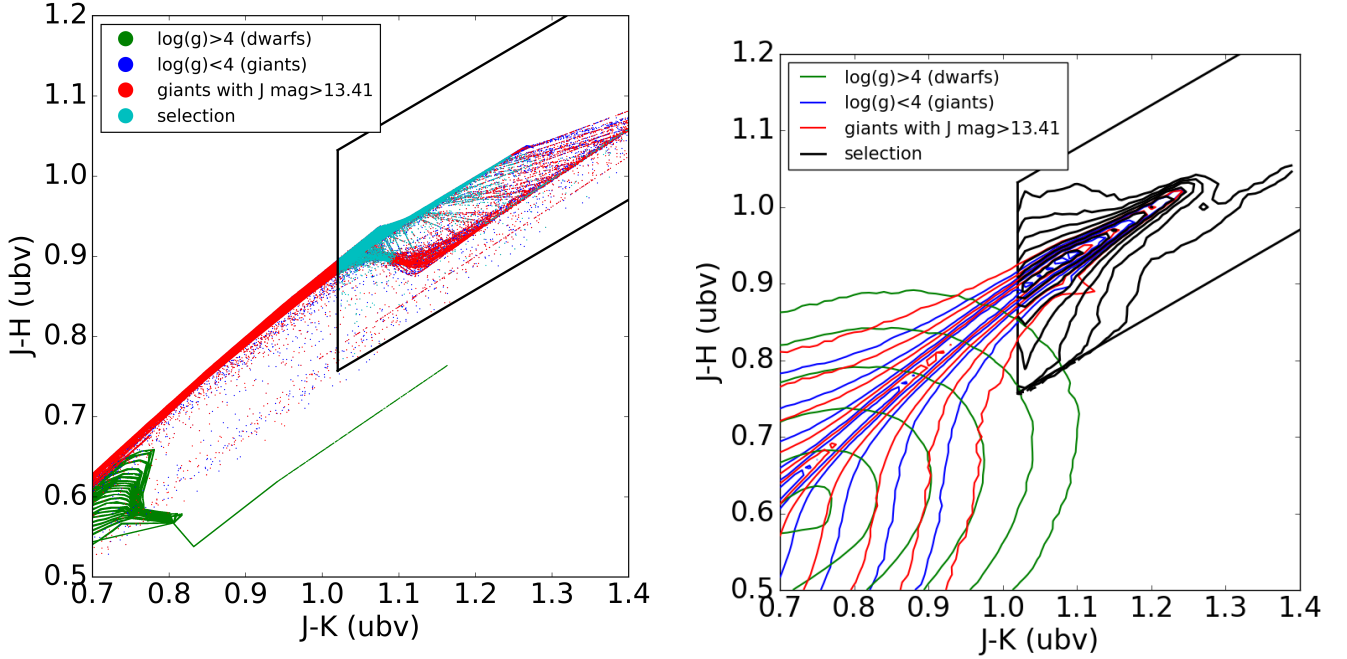 1.2
1.1
1.0
0.9
0.8
0.7
0.6
0.5
J-H (ubv)
log(g)>4 (dwarfs)
log(g)<4 (giants)
giants with J mag>13.41
selection
0.7 0.8 0.9 1.0 1.1 1.2 1.3 1.4
J-K (ubv)
1.2
1.1
1.0
0.9
0.8
0.7
0.6
0.5
J-H (ubv)
log(g)>4 (dwarfs)
log(g)<4 (giants)
giants with J mag>13.41
selection
0.7 0.8 0.9 1.0 1.1 1.2 1.3 1.4
J-K (ubv)